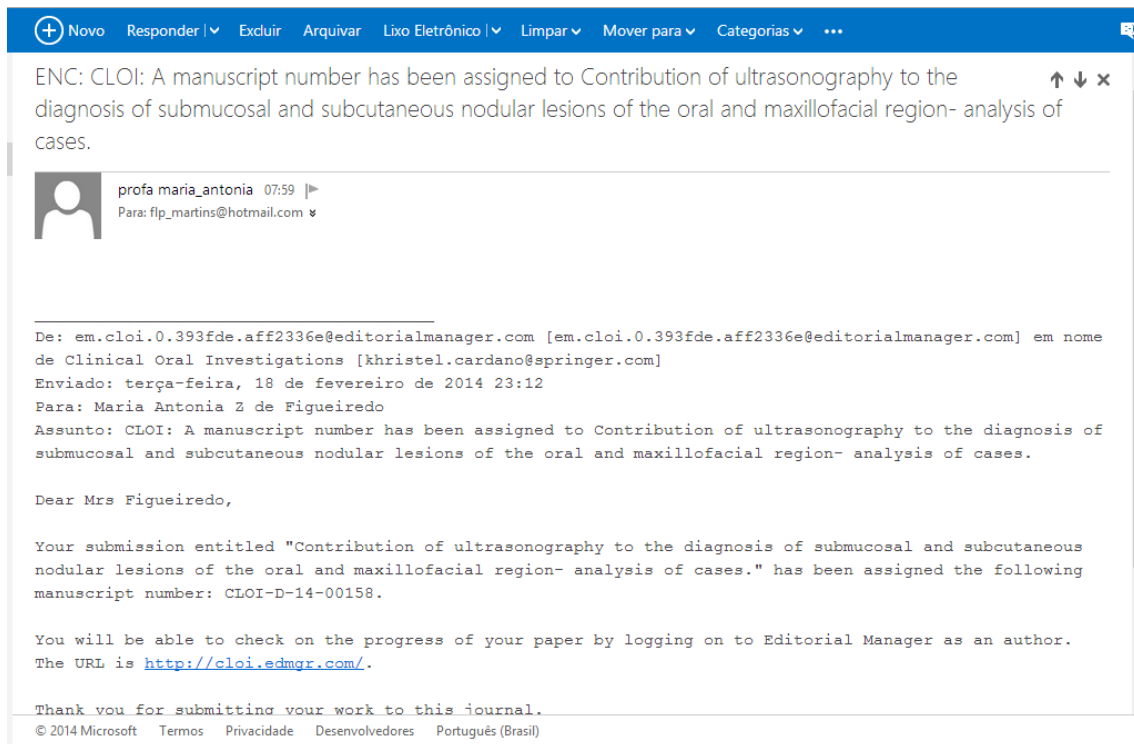 Novo Responder Excluir Arquivar Lixo Eletrônico Limpar Mover para Categorias •••
ENC: CLOI: A manuscript number has been assigned to Contribution of ultrasonography to the
diagnosis of submucosal and subcutaneous nodular lesions of the oral and maxillofacial region- analysis of
cases.
profa maria_antonia 07:59
Para: flp_martins@hotmail.com
De: em.cloi.0.393fde.aff2336e@editorialmanager.com [em.cloi.0.393fde.aff2336e@editorialmanager.com] em nome
de Clinical Oral Investigations [khristel.cardano@springer.com]
Enviado: terça-feira, 18 de fevereiro de 2014 23:12
Para: Maria Antonia Z de Figueiredo
Assunto: CLOI: A manuscript number has been assigned to Contribution of ultrasonography to the diagnosis of
submucosal and subcutaneous nodular lesions of the oral and maxillofacial region- analysis of cases.
Dear Mrs Figueiredo,
Your submission entitled "Contribution of ultrasonography to the diagnosis of submucosal and subcutaneous
nodular lesions of the oral and maxillofacial region- analysis of cases." has been assigned the following
manuscript number: CLOI-D-14-00158.
You will be able to check on the progress of your paper by logging on to Editorial Manager as an author.
The URL is http://cloi.edmgr.com/.
Thank you for submitting your work to this journal.
© 2014 Microsoft Termos Privacidade Desenvolvedores Português (Brasil)